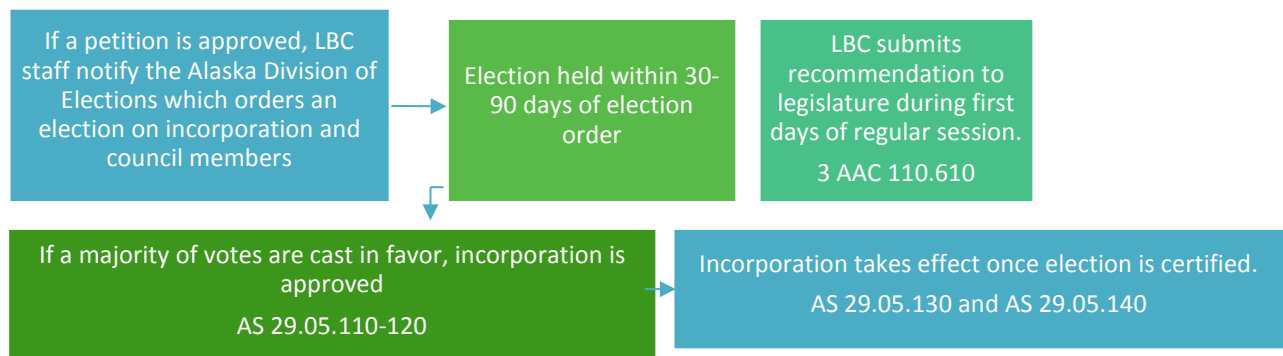 If a petition is approved, LBC
staff notify the Alaska Division of
Elections which orders an
election on incorporation and
council members
Election held within 30-
90 days of election
order
LBC submits
recommendation to
legislature during first
days of regular session.
3 AAC 110.610
If a majority of votes are cast in favor, incorporation is
approved
AS 29.05.110-120
Incorporation takes effect once election is certified.
AS 29.05.130 and AS 29.05.140